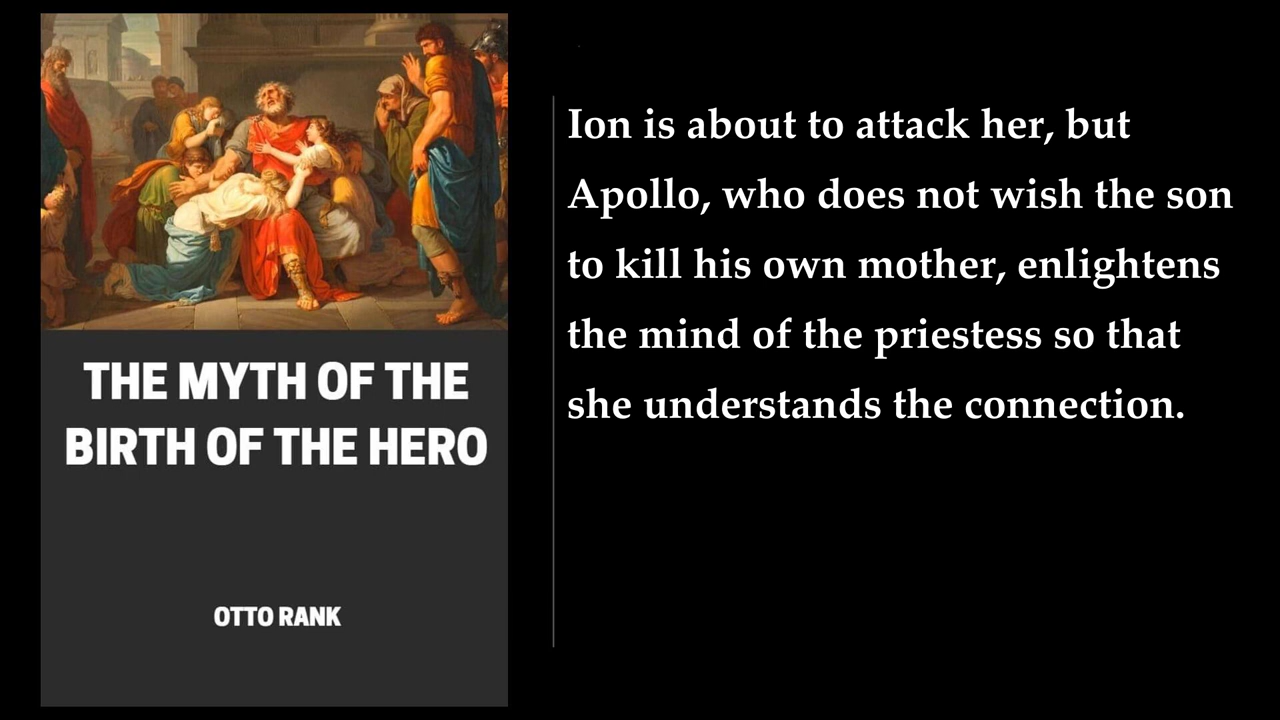 THE MYTH OF THE
BIRTH OF THE HERO
OTTO RANK
Ion is about to attack her, but
Apollo, who does not wish the son
to kill his own mother, enlightens
the mind of the priestess so that
she understands the connection.